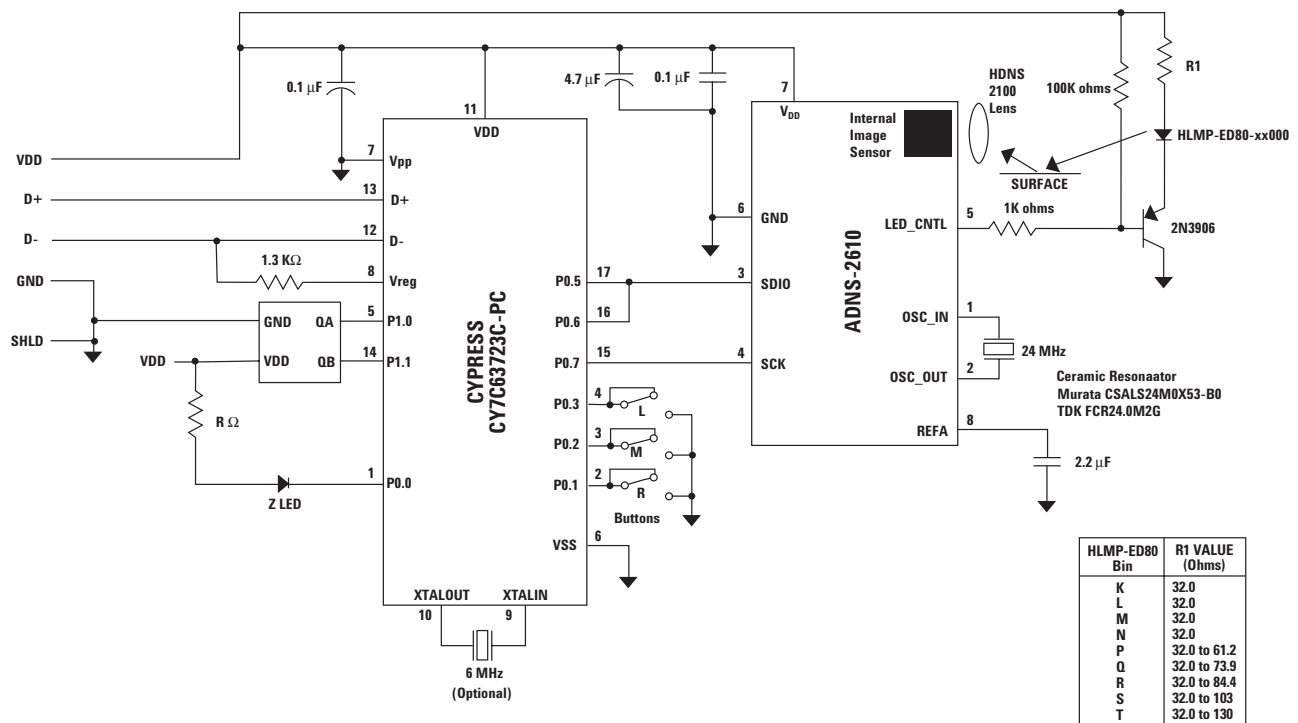 VDD
D+
D-
GND
SHLD
0.1 µF
4.7 µF
0.1 µF
7
Vpp
13
D+
12
D-
1.3 KΩ
8
Vreg
GND
QA
5
P1.0
VDD
VDD
QB
14
P1.1
R Ω
1
P0.0
Z LED
11
VDD
CYPRESS
CY7C63723C-PC
P0.5
17
P0.6
16
P0.7
15
P0.3
4
L
P0.2
3
M
P0.1
2
R
Buttons
VSS
6
XTALOUT
XTALIN
10
9
6 MHz
(Optional)
7
VDD
Internal
Image
Sensor
6
GND
3
SDIO
4
SCK
ADNS-2610
LED_CNTL
5
1K ohms
OSC_IN
1
24 MHz
OSC_OUT
2
REFA
8
2.2 µF
HDNS
2100
Lens
SURFACE
100K ohms
R1
HLMP-ED80-xx000
2N3906
Ceramic Resonaator
Murata CSALS24M0X53-B0
TDK FCR24.0M2G
HLMP-ED80 R1 VALUE
Bin (Ohms)
K 32.0
L 32.0
M 32.0
N 32.0
P 32.0 to 61.2
Q 32.0 to 73.9
R 32.0 to 84.4
S 32.0 to 103
T 32.0 to 130